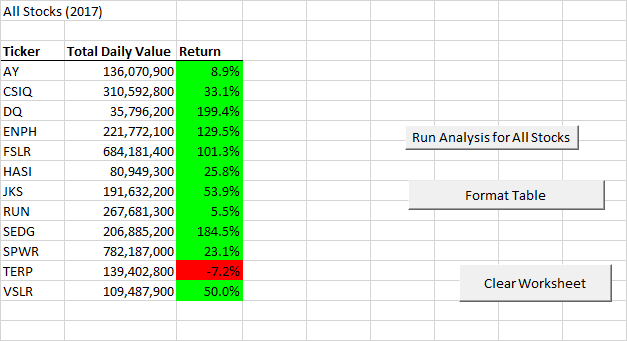 All Stocks (2017)
Ticker Total Daily Value Return
AY 136,070,900 8.9%
CSIQ 310,592,800 33.1%
DQ 35,796,200 199.4%
ENPH 221,772,100 129.5%
FSLR 684,181,400 101.3%
HASI 80,949,300 25.8%
JKS 191,632,200 53.9%
RUN 267,681,300 5.5%
SEDG 206,885,200 184.5%
SPWR 782,187,000 23.1%
TERP 139,402,800 -7.2%
VSLR 109,487,900 50.0%
Run Analysis for All Stocks
Format Table
Clear Worksheet